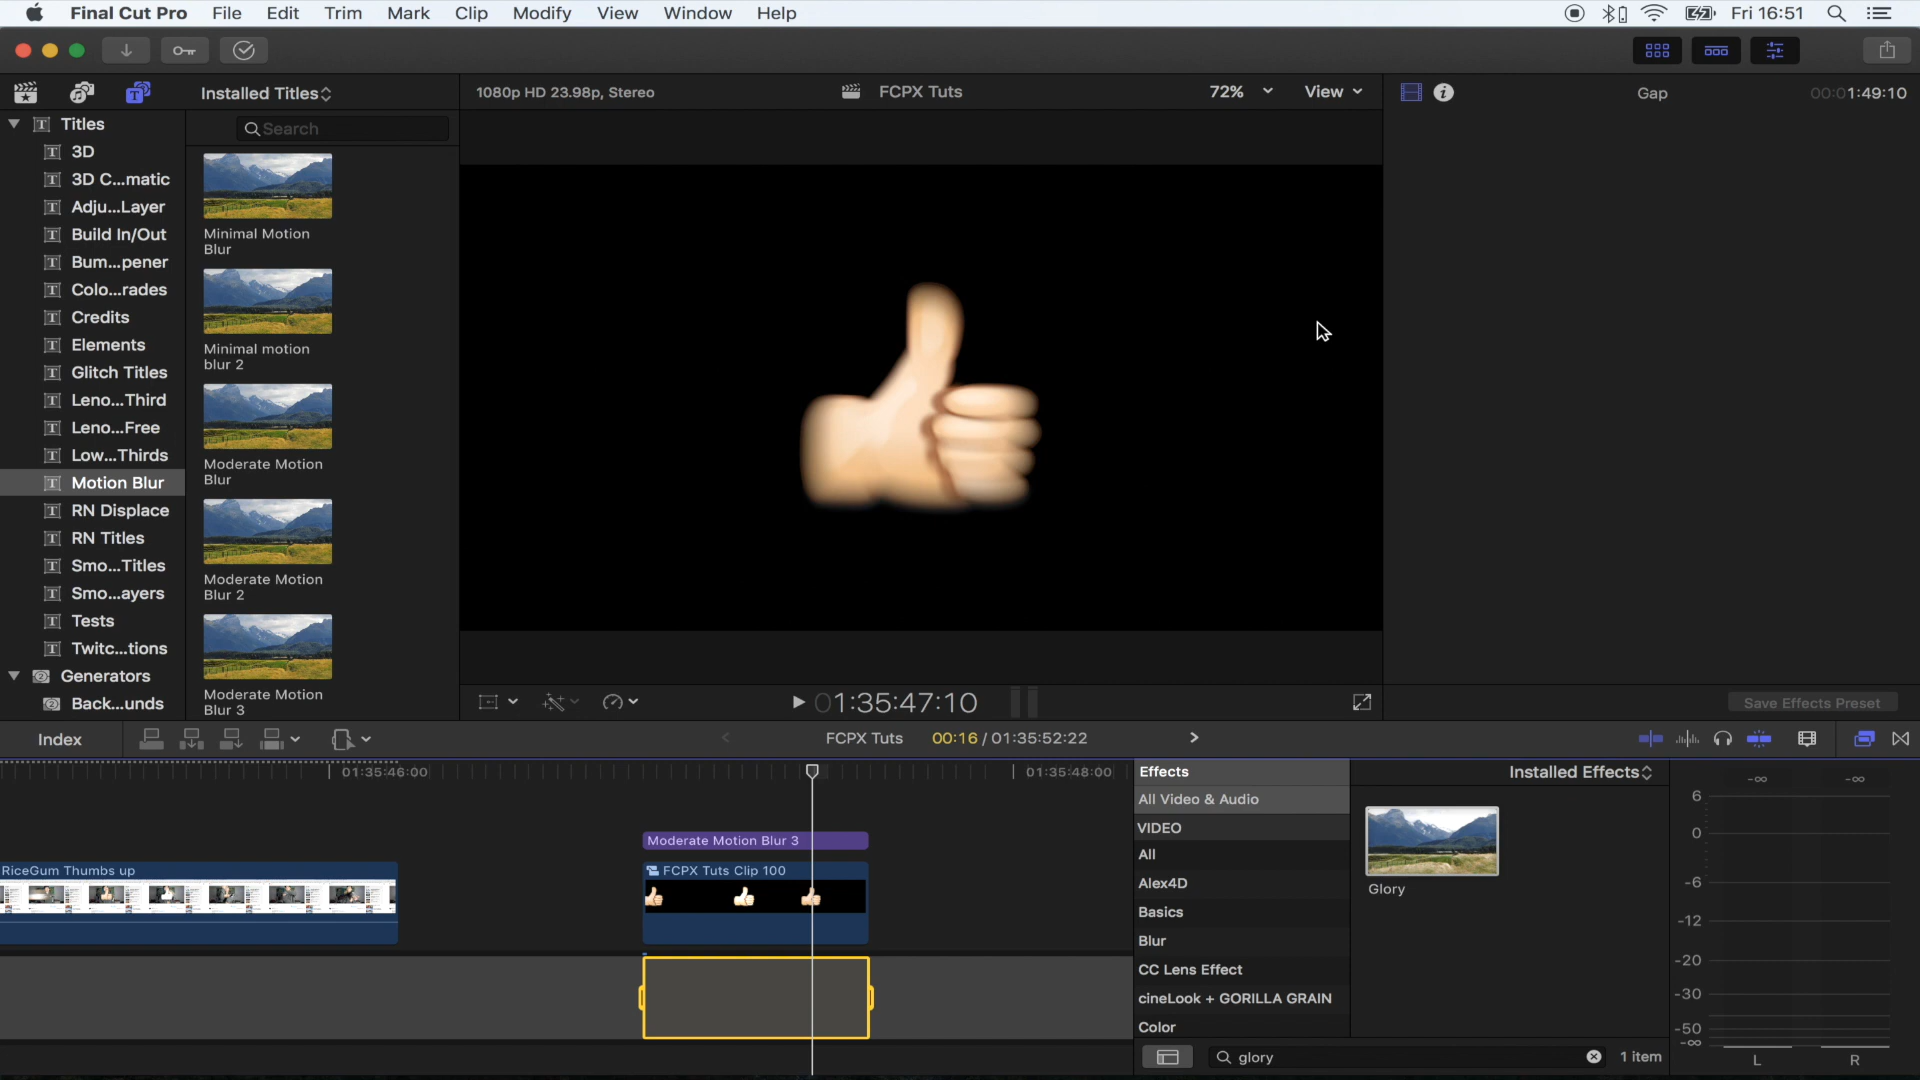 Final Cut Pro File Edit Trim Mark Clip Modify View Window Help Fri 16:51
Installed Titles 1080p HD 23.98p, Stereo FCPX Tuts 72% View Gap 00:01:49:10
Titles
Search
3D
3D C...matic
Adju...Layer
Build In/Out
Bum...pener
Colo...rades
Credits
Elements
Glitch Titles
Leno...Third
Leno...Free
Low...Thirds
Motion Blur
RN Displace
RN Titles
Smo...Titles
Smo...ayers
Tests
Twitc...tions
Generators
Back...unds
Minimal Motion
Blur
Minimal motion
blur 2
Moderate Motion
Blur
Moderate Motion
Blur 2
Moderate Motion
Blur 3
01:35:47:10
Save Effects Preset
Index FCPX Tuts 00:16 / 01:35:52:22
01:35:46:00 01:35:48:00
Moderate Motion Blur 3
RiceGum Thumbs up FCPX Tuts Clip 100
Effects
All Video & Audio
VIDEO
All
Alex4D
Basics
Blur
CC Lens Effect
cineLook + GORILLA GRAIN
Color
Installed Effects
Glory
glory 1 item
-∞ -∞
6
0
-6
-12
-20
-30
-50
-∞
L R